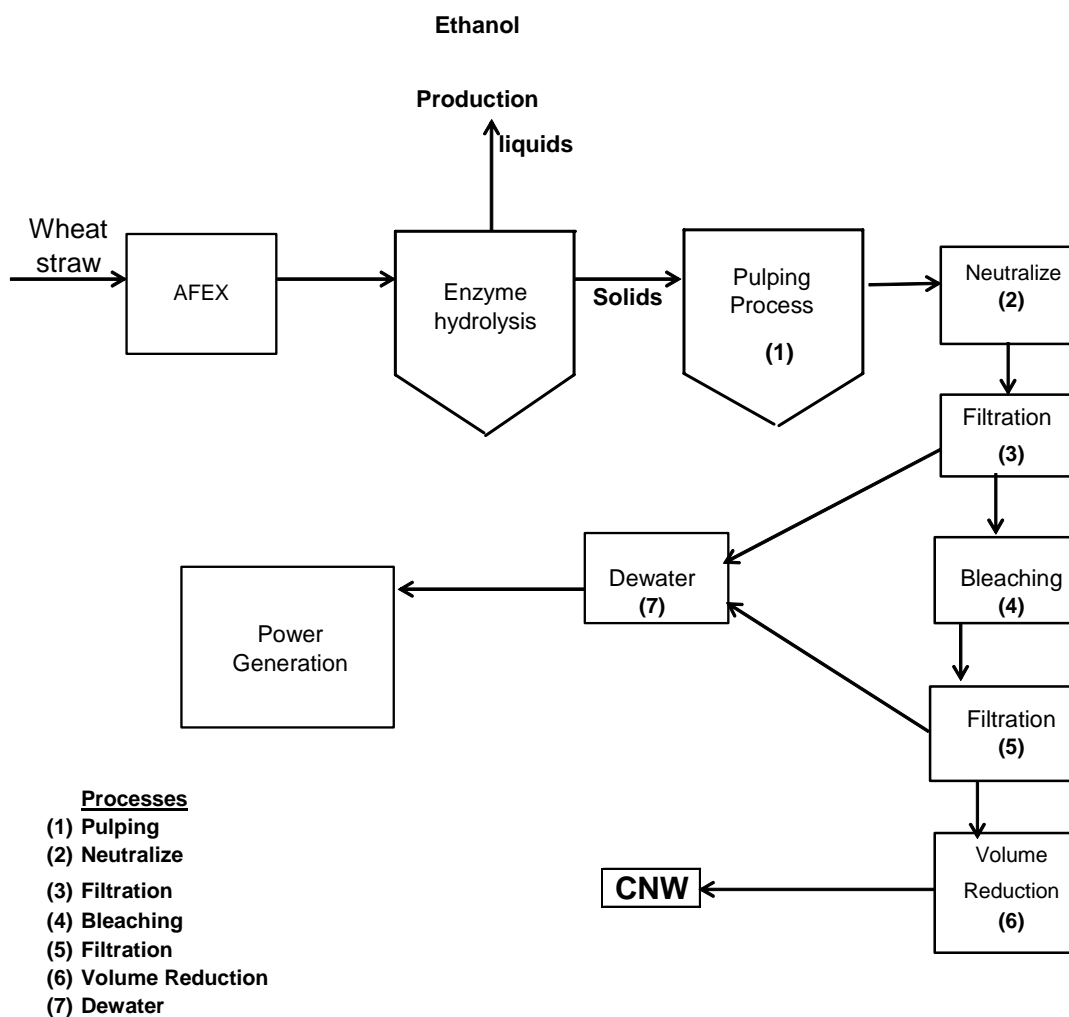 Ethanol
Production
liquids
Wheat
straw
AFEX
Enzyme
hydrolysis
Solids
Pulping
Process
(1)
Neutralize
(2)
Filtration
(3)
Bleaching
(4)
Filtration
(5)
Volume
Reduction
(6)
Dewater
(7)
Power
Generation
CNW
Processes
(1) Pulping
(2) Neutralize
(3) Filtration
(4) Bleaching
(5) Filtration
(6) Volume Reduction
(7) Dewater